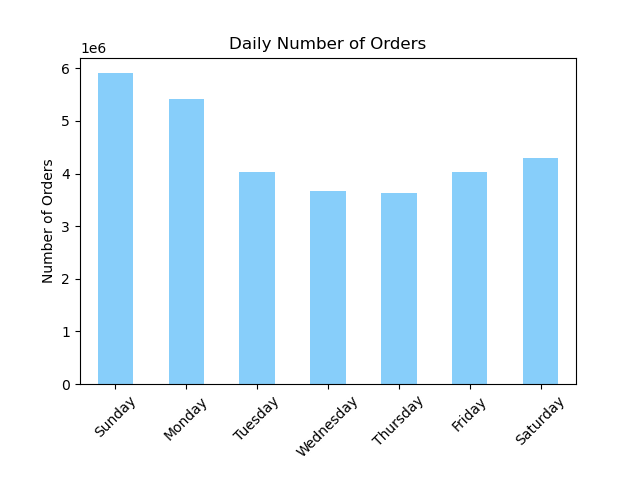 Daily Number of Orders
1e6
Number of Orders
6
5
4
3
2
1
0
Sunday
Monday
Tuesday
Wednesday
Thursday
Friday
Saturday